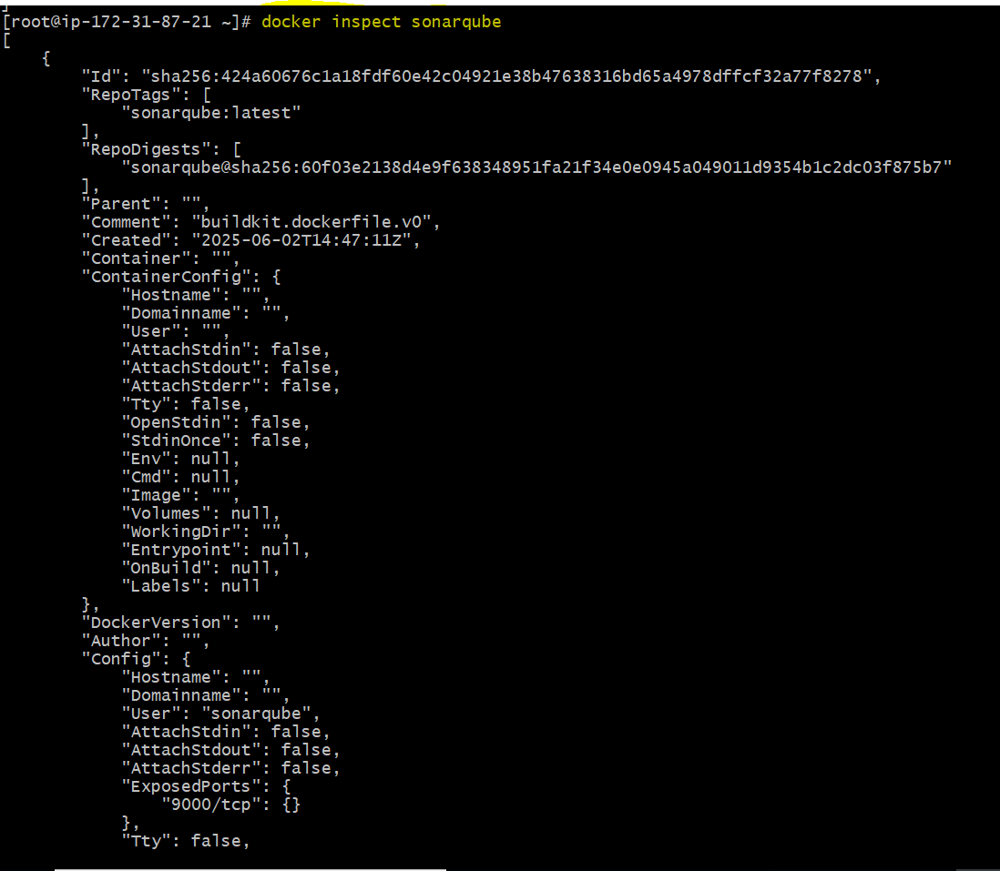 ]
[root@ip-172-31-87-21 ~]# docker inspect sonarqube
[
    {
        "Id": "sha256:424a60676c1a18fdf60e42c04921e38b47638316bd65a4978dffcf32a77f8278",
        "RepoTags": [
            "sonarqube:latest"
        ],
        "RepoDigests": [
            "sonarqube@sha256:60f03e2138d4e9f638348951fa21f34e0e0945a049011d9354b1c2dc03f875b7"
        ],
        "Parent": "",
        "Comment": "buildkit.dockerfile.v0",
        "Created": "2025-06-02T14:47:11Z",
        "Container": "",
        "ContainerConfig": {
            "Hostname": "",
            "Domainname": "",
            "User": "",
            "AttachStdin": false,
            "AttachStdout": false,
            "AttachStderr": false,
            "Tty": false,
            "OpenStdin": false,
            "StdinOnce": false,
            "Env": null,
            "Cmd": null,
            "Image": "",
            "Volumes": null,
            "WorkingDir": "",
            "Entrypoint": null,
            "OnBuild": null,
            "Labels": null
        },
        "DockerVersion": "",
        "Author": "",
        "Config": {
            "Hostname": "",
            "Domainname": "",
            "User": "sonarqube",
            "AttachStdin": false,
            "AttachStdout": false,
            "AttachStderr": false,
            "ExposedPorts": {
                "9000/tcp": {}
            },
            "Tty": false,